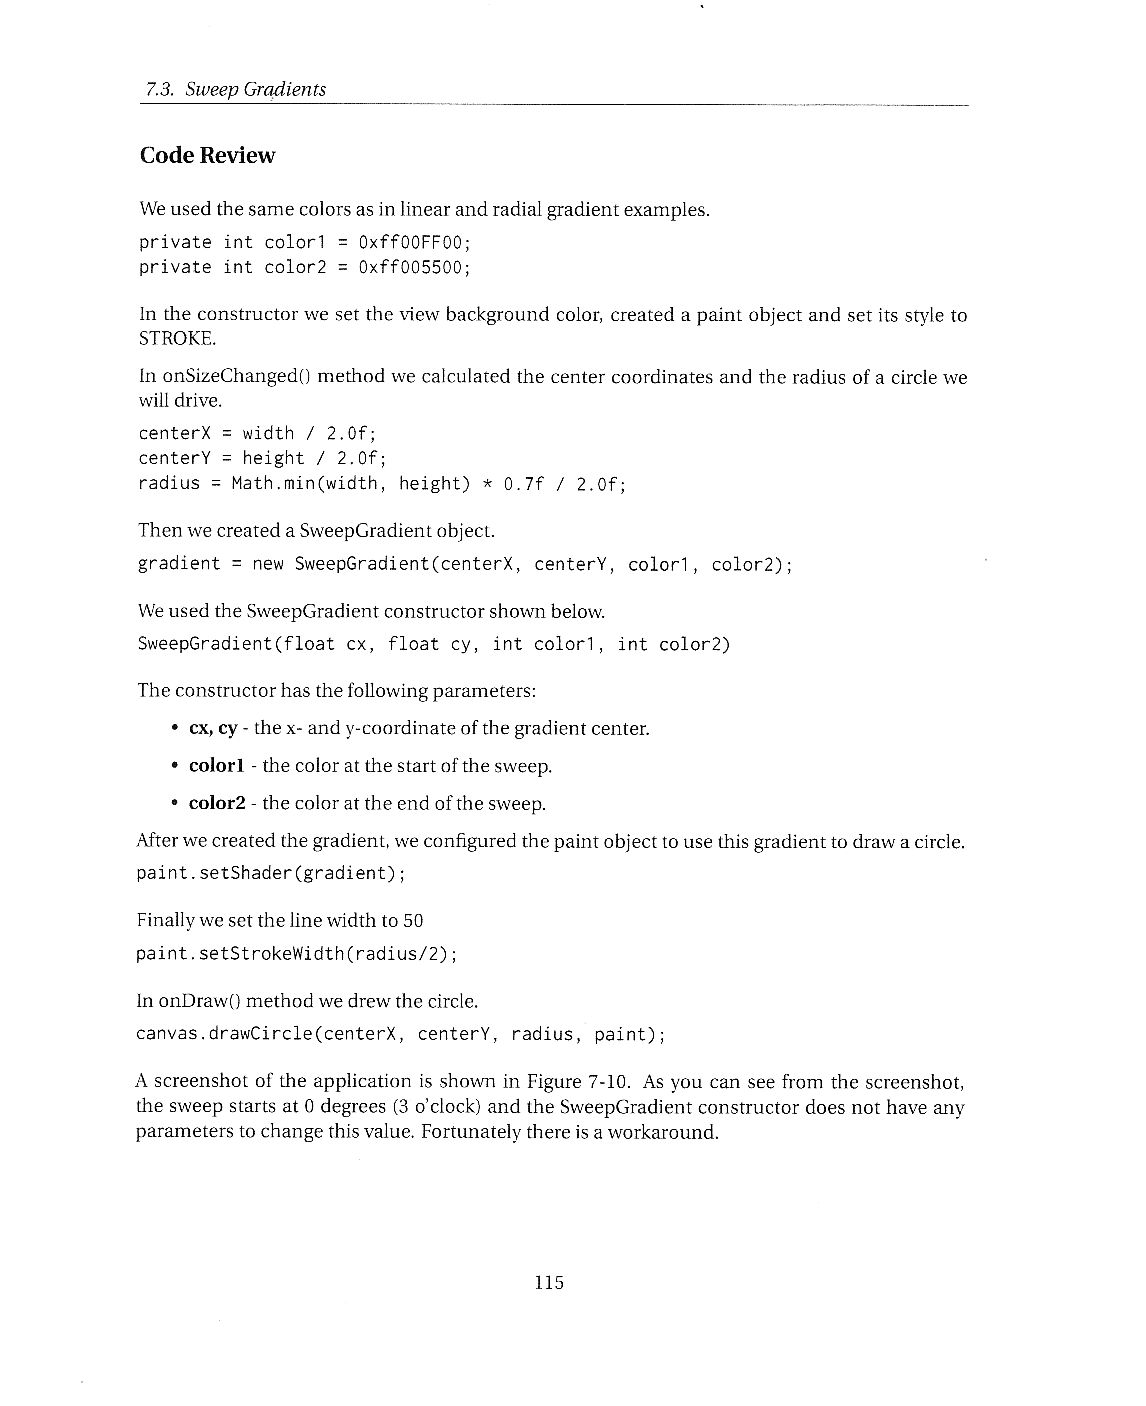 7.3. Sweep Gradients
Code Review
We used the same colors as in linear and radial gradient examples.
private int color1 = 0xff00FF00;
private int color2 = 0xff005500;
In the constructor we set the view background color, created a paint object and set its style to
STROKE.
In onSizeChanged() method we calculated the center coordinates and the radius of a circle we
will drive.
centerX = width / 2.0f;
centerY = height / 2.0f;
radius = Math.min(width, height) * 0.7f / 2.0f;
Then we created a SweepGradient object.
gradient = new SweepGradient(centerX, centerY, color1, color2);
We used the SweepGradient constructor shown below.
SweepGradient(float cx, float cy, int color1, int color2)
The constructor has the following parameters:
• cx, cy - the x- and y-coordinate of the gradient center.
• color1 - the color at the start of the sweep.
• color2 - the color at the end of the sweep.
After we created the gradient, we configured the paint object to use this gradient to draw a circle.
paint.setShader(gradient);
Finally we set the line width to 50
paint.setStrokeWidth(radius/2);
In onDraw() method we drew the circle.
canvas.drawCircle(centerX, centerY, radius, paint);
A screenshot of the application is shown in Figure 7-10. As you can see from the screenshot,
the sweep starts at 0 degrees (3 o'clock) and the SweepGradient constructor does not have any
parameters to change this value. Fortunately there is a workaround.
115